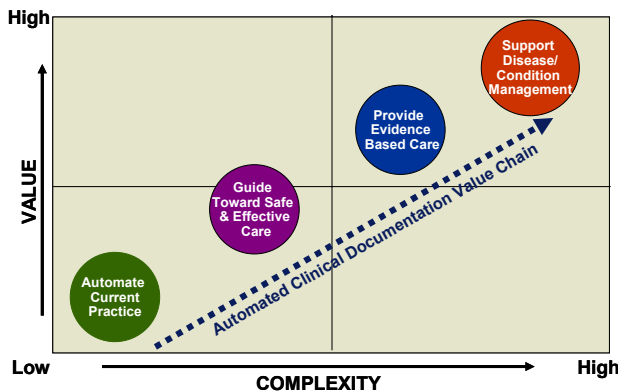 High
Support
Disease/
Condition
Management
Provide
Evidence
Based Care
VALUE
Guide
Toward Safe
& Effective
Care
Automated Clinical Documentation Value Chain
Automate
Current
Practice
Low
High
COMPLEXITY